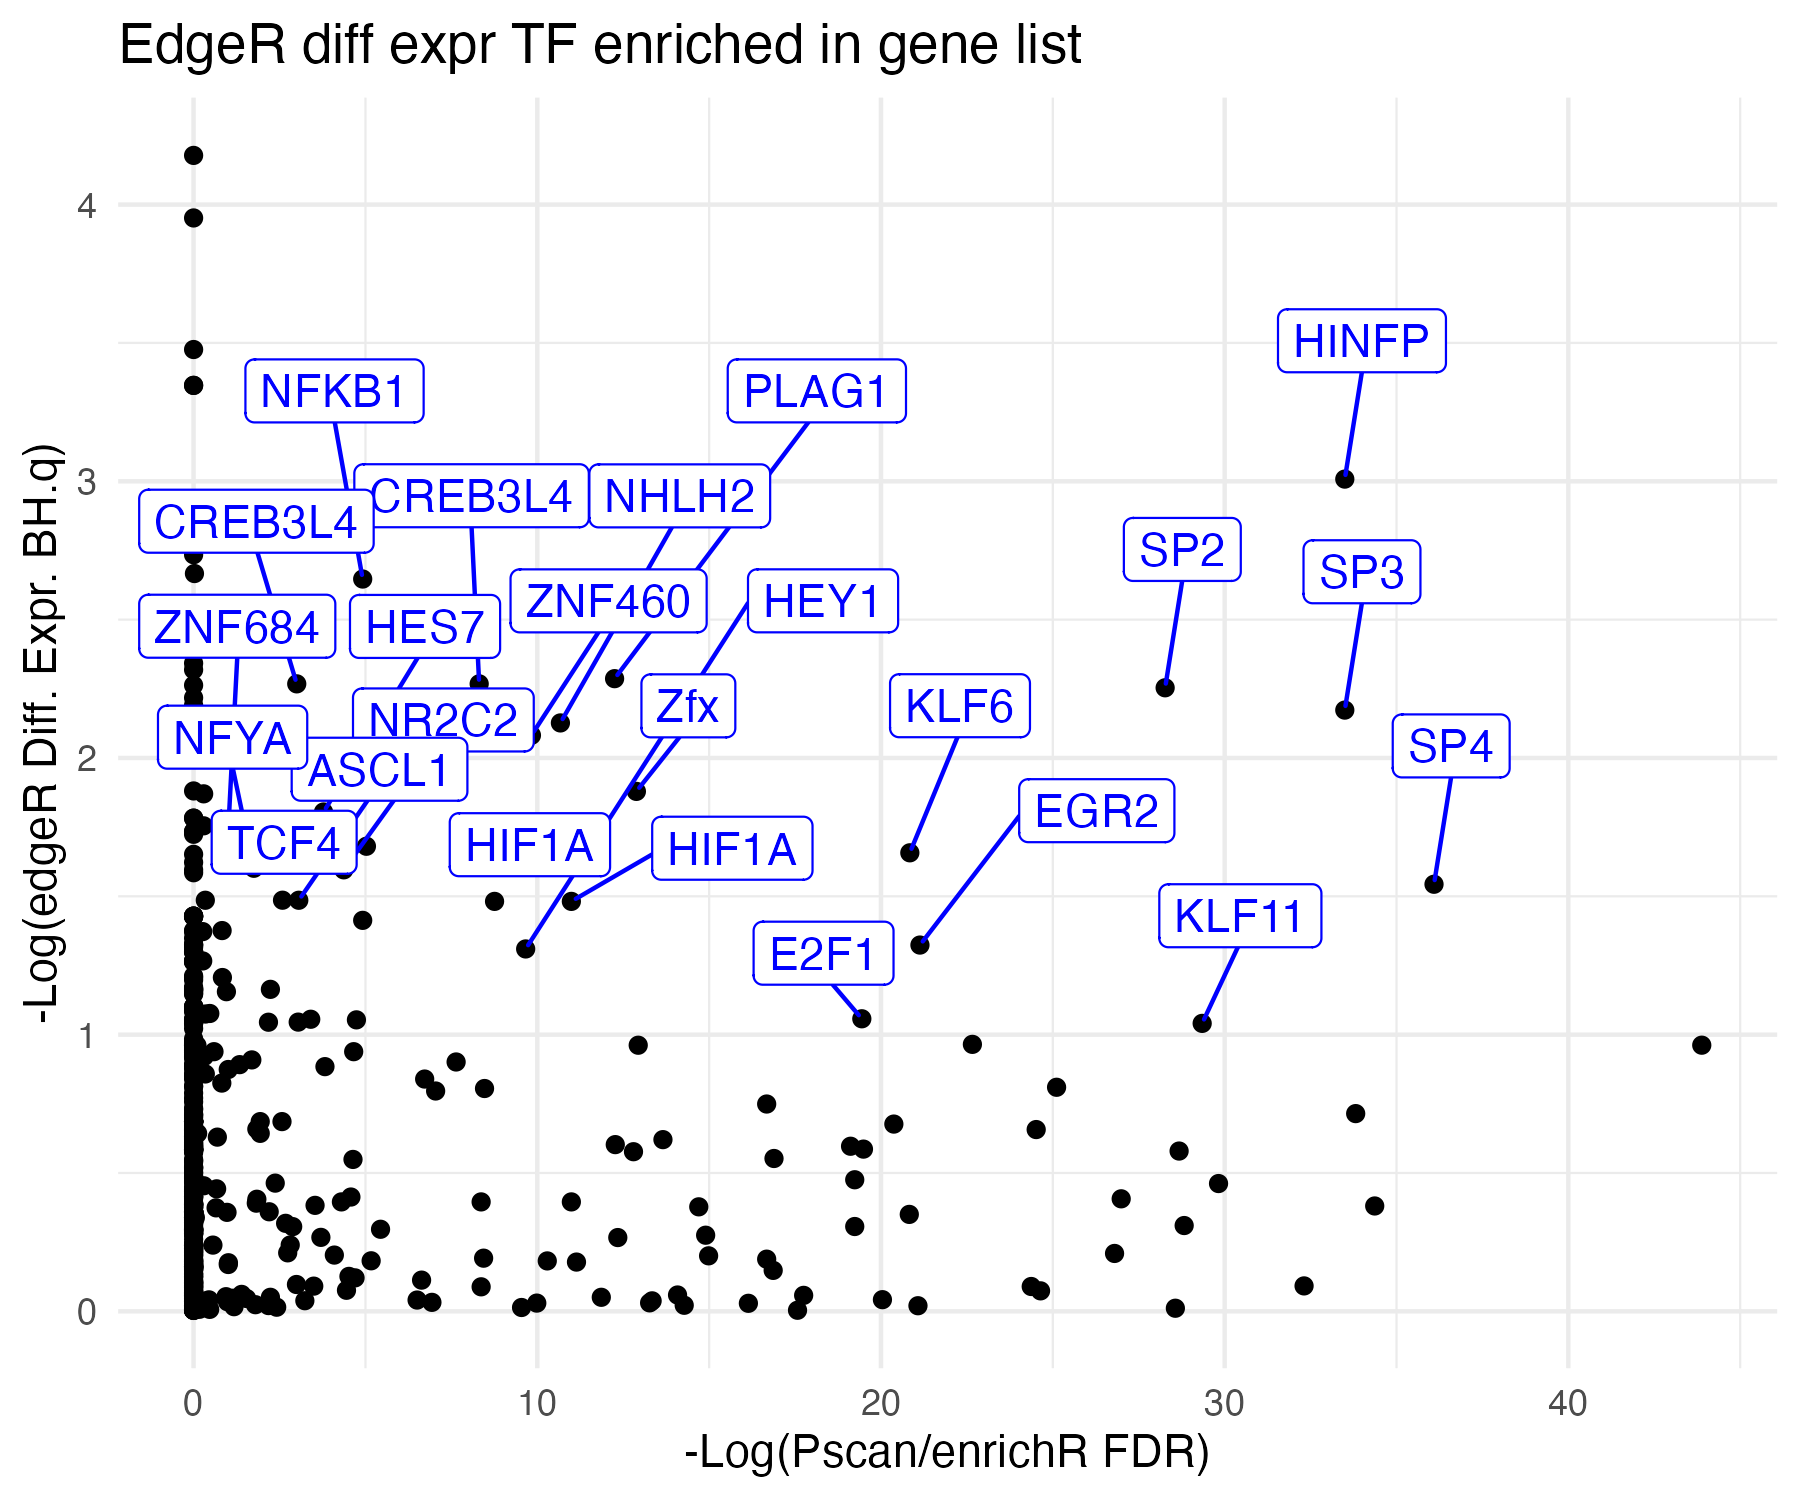 EdgeR diff expr TF enriched in gene list
-Log(edgeR Diff. Expr. BH.q)
4
3
2
1
0
HINFP
NFKB1
PLAG1
CREB3L4
NHLH2
CREB3L4
SP2
SP3
ZNF460
HEY1
ZNF684
HES7
Zfx
KLF6
NR2C2
NFYA
SP4
ASCL1
EGR2
TCF4
HIF1A
HIF1A
KLF11
E2F1
0 10 20 30 40
-Log(Pscan/enrichR FDR)